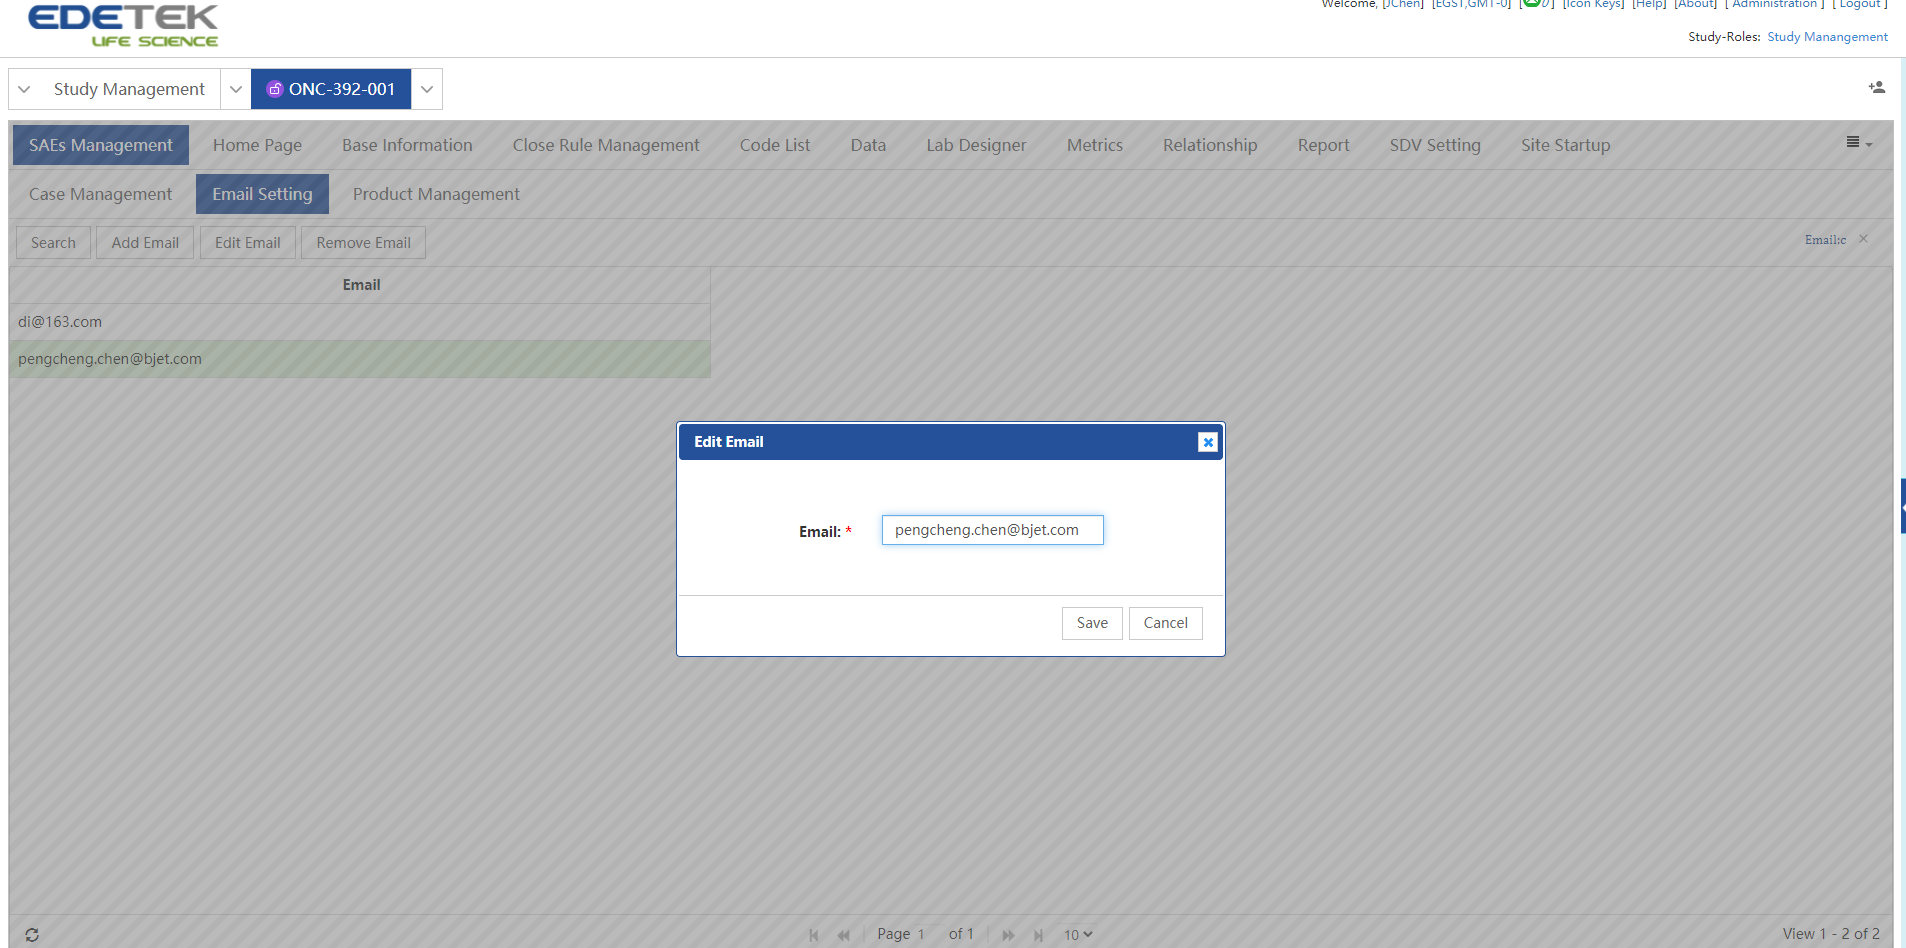 EDETEK
LIFE SCIENCE
Welcome, [JChen] [EGST,GMT-0] [0] [Icon Keys] [Help] [About] [ Administration ] [ Logout ]
Study-Roles: Study Manangement
Study Management ONC-392-001
SAEs Management Home Page Base Information Close Rule Management Code List Data Lab Designer Metrics Relationship Report SDV Setting Site Startup
Case Management Email Setting Product Management
Search Add Email Edit Email Remove Email Email:c
Email
di@163.com
pengcheng.chen@bjet.com
Edit Email
Email: * pengcheng.chen@bjet.com
Save Cancel
Page 1 of 1 10 View 1 - 2 of 2